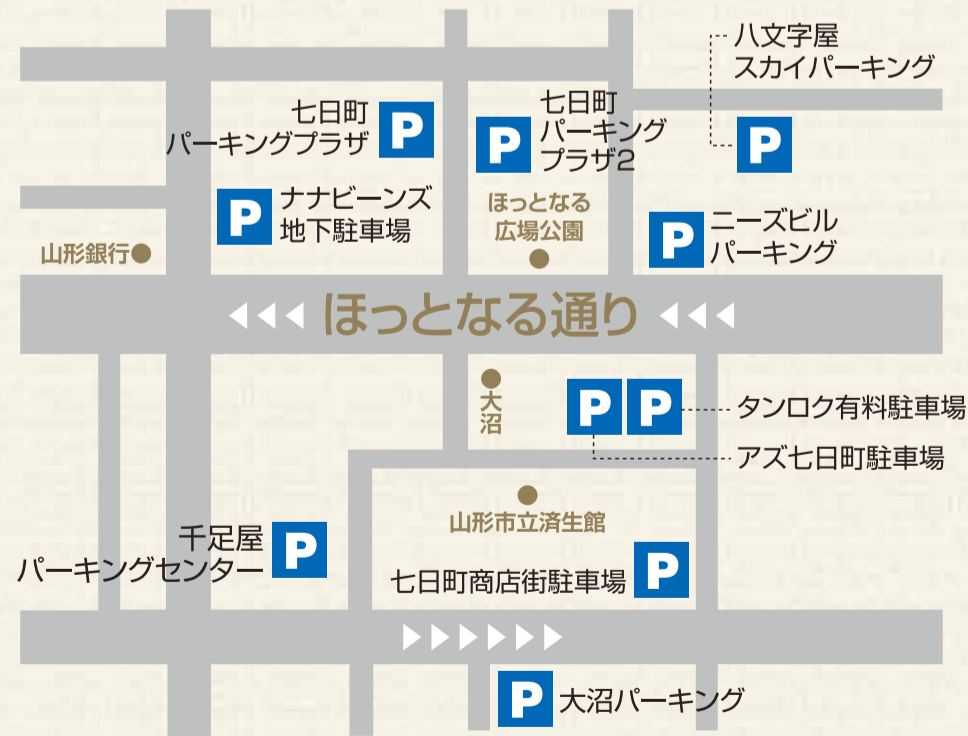 八文字屋
スカイパーキング
P
七日町
パーキングプラザ
P
七日町
パーキング
プラザ2
P
P
ナナビーンズ
地下駐車場
ほっとなる
広場公園
P
ニーズビル
パーキング
山形銀行
ほっとなる通り
大沼
P
P
タンロク有料駐車場
アズ七日町駐車場
山形市立済生館
千足屋
パーキングセンター
P
七日町商店街駐車場
P
P
大沼パーキング